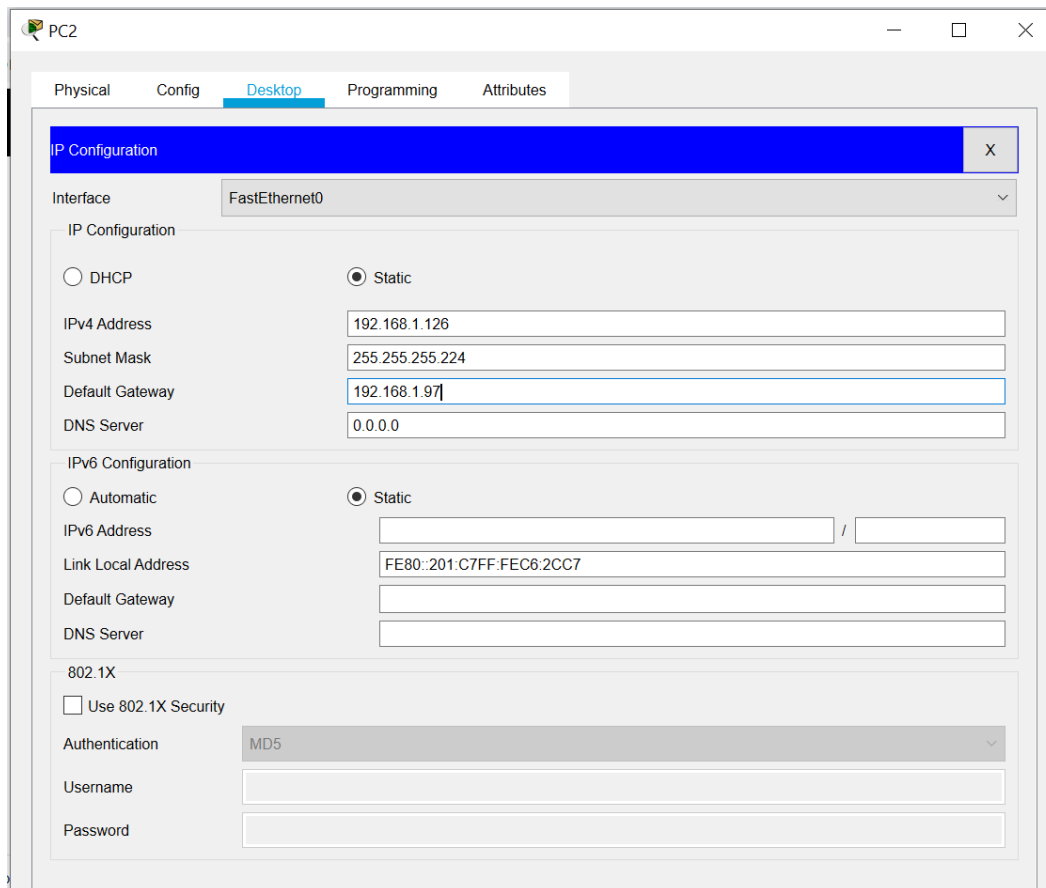 PC2
Physical Config Desktop Programming Attributes
IP Configuration X
Interface FastEthernet0
IP Configuration
DHCP Static
IPv4 Address 192.168.1.126
Subnet Mask 255.255.255.224
Default Gateway 192.168.1.97
DNS Server 0.0.0.0
IPv6 Configuration
Automatic Static
IPv6 Address /
Link Local Address FE80::201:C7FF:FEC6:2CC7
Default Gateway
DNS Server
802.1X
Use 802.1X Security
Authentication MD5
Username
Password